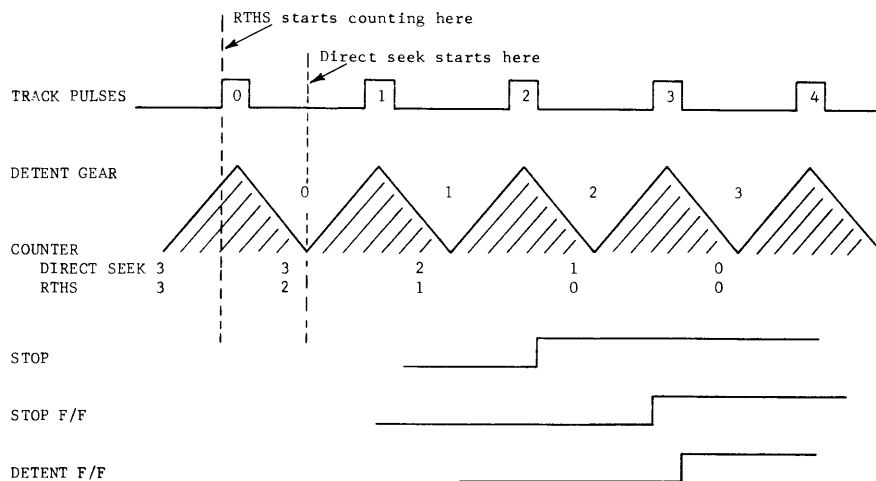 RTHS starts counting here
Direct seek starts here
TRACK PULSES 0 1 2 3 4
DETENT GEAR 0 1 2 3
COUNTER
DIRECT SEEK 3 3 2 1 0
RTHS 3 2 1 0 0
STOP
STOP F/F
DETENT F/F